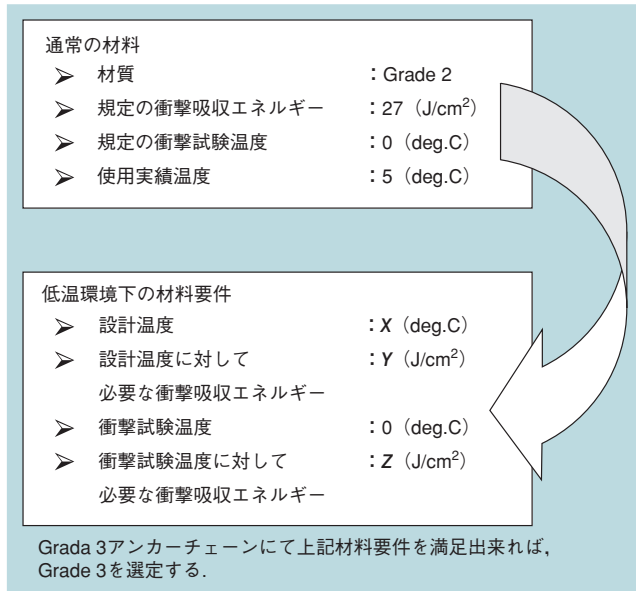 通常の材料
➢ 材質 ：Grade 2
➢ 規定の衝撃吸収エネルギー ：27（J/cm²）
➢ 規定の衝撃試験温度 ：0（deg.C）
➢ 使用実績温度 ：5（deg.C）
低温環境下の材料要件
➢ 設計温度 ：X（deg.C）
➢ 設計温度に対して ：Y（J/cm²）
必要な衝撃吸収エネルギー
➢ 衝撃試験温度 ：0（deg.C）
➢ 衝撃試験温度に対して ：Z（J/cm²）
必要な衝撃吸収エネルギー
Grada 3アンカーチェーンにて上記材料要件を満足出来れば，
Grade 3を選定する．